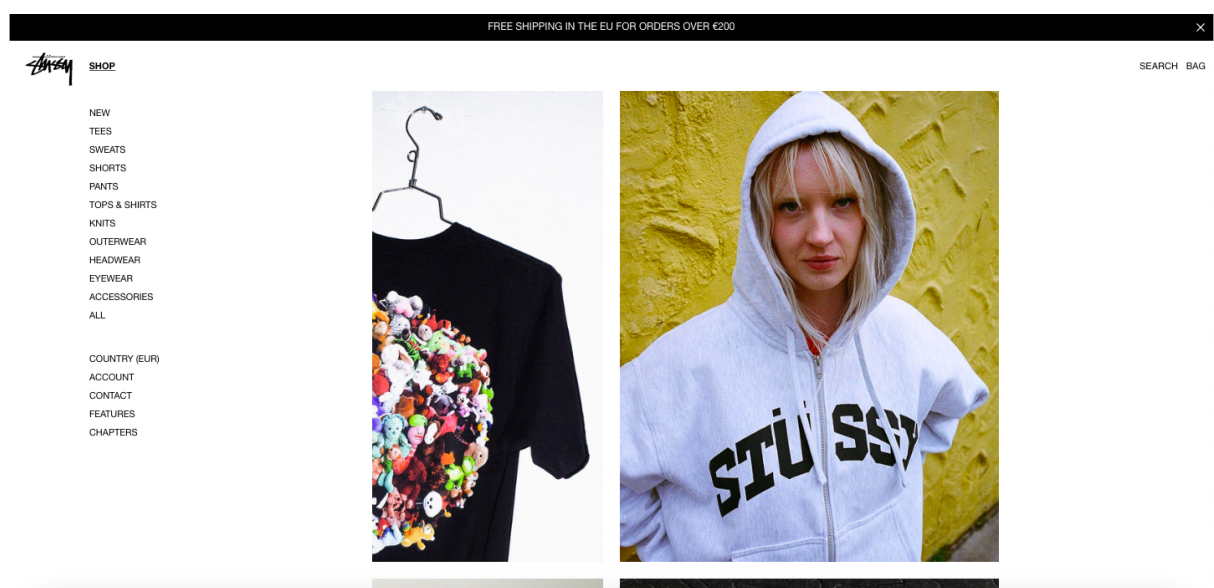 FREE SHIPPING IN THE EU FOR ORDERS OVER €200
Stüssy
SHOP
SEARCH BAG
NEW
TEES
SWEATS
SHORTS
PANTS
TOPS & SHIRTS
KNITS
OUTERWEAR
HEADWEAR
EYEWEAR
ACCESSORIES
ALL
COUNTRY (EUR)
ACCOUNT
CONTACT
FEATURES
CHAPTERS
STÜSSY